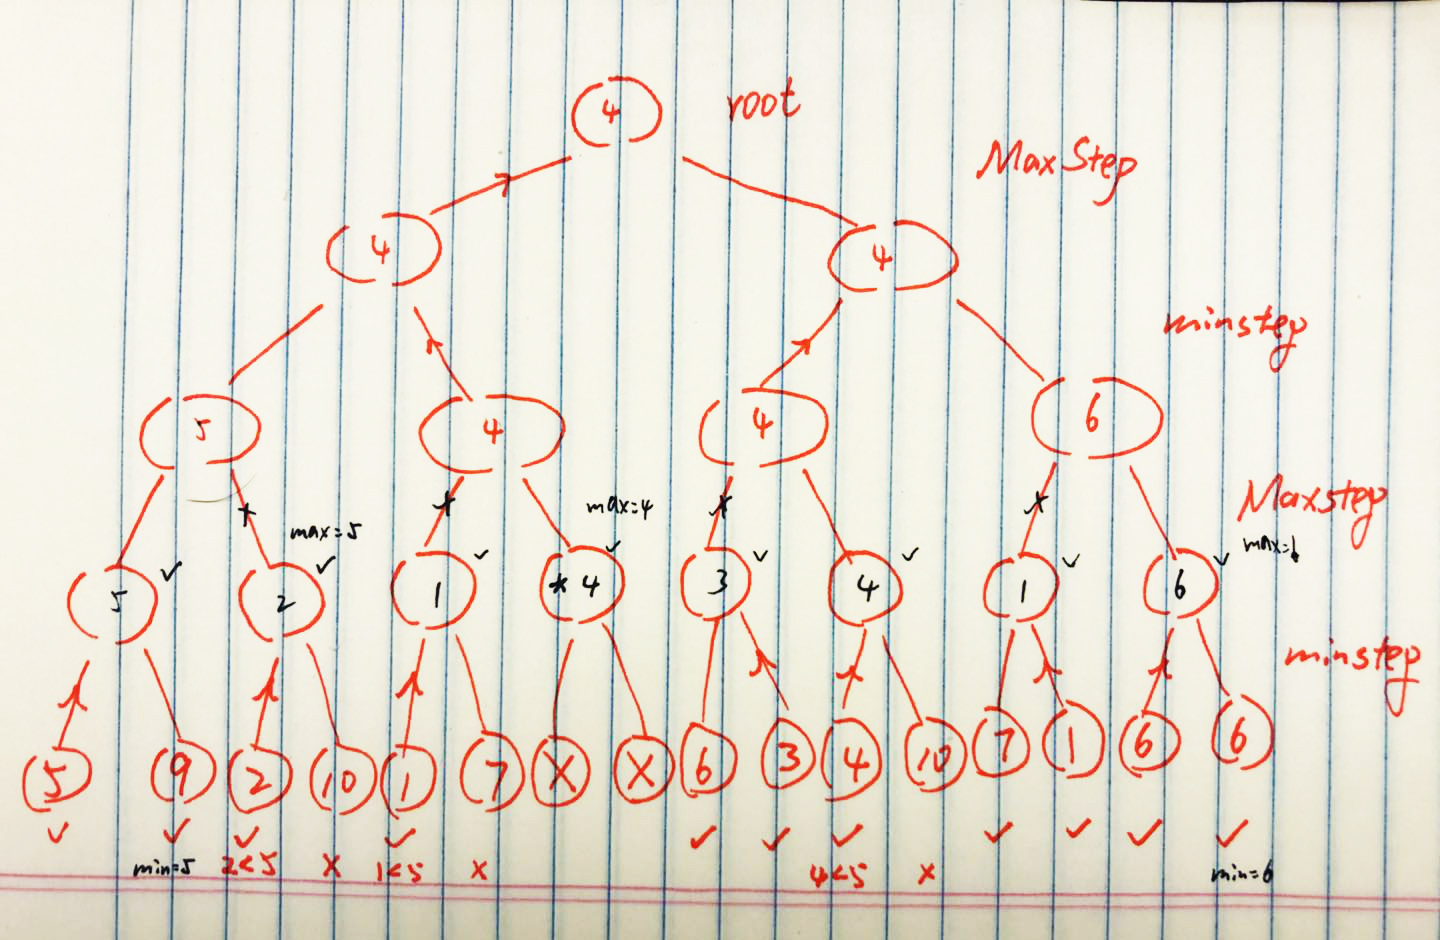 4 root
MaxStep
4 4
minstep
5 4 4 6
Maxstep
max=5 max=4
5 2 1 * 4 3 4 1 6
minstep
5 9 2 10 1 7 X X 6 3 4 10 7 1 6 6
min=5 2<5 x 1<5 x 4<5 x min=6